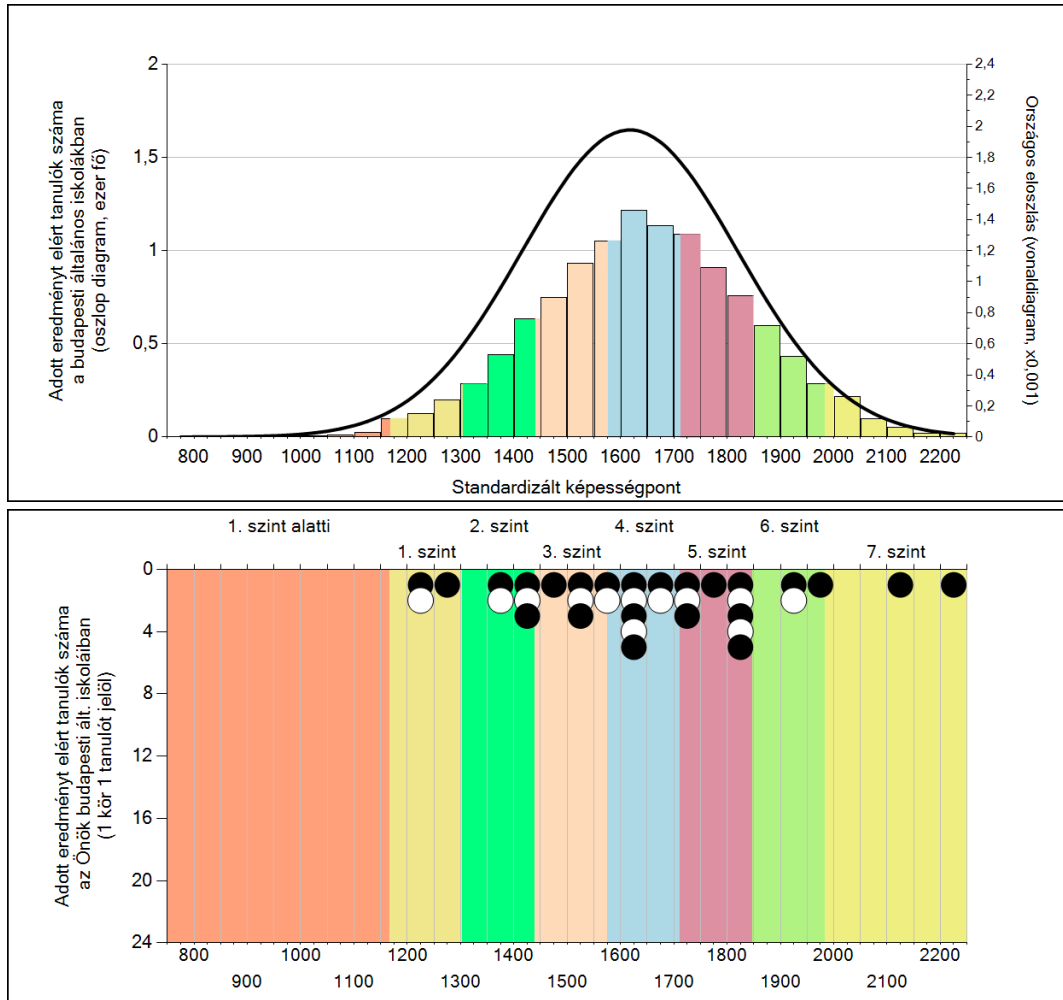 Adott eredményt elért tanulók száma
a budapesti általános iskolákban
(oszlop diagram, ezer fő)
2
1,5
1
0,5
0
2,4
2,2
2
1,8
1,6
1,4
1,2
1
0,8
0,6
0,4
0,2
0
Országos eloszlás (vonaldiagram, x0,001)
800 900 1000 1100 1200 1300 1400 1500 1600 1700 1800 1900 2000 2100 2200
Standardizált képességpont
1. szint alatti 2. szint 4. szint 6. szint
1. szint 3. szint 5. szint 7. szint
Adott eredményt elért tanulók száma
az Önök budapesti ált. iskoláiban
(1 kör 1 tanulót jelöl)
0
4
8
12
16
20
24
800 1000 1200 1300 1400 1600 1800 2000 2200
900 1100 1300 1500 1700 1900 2100